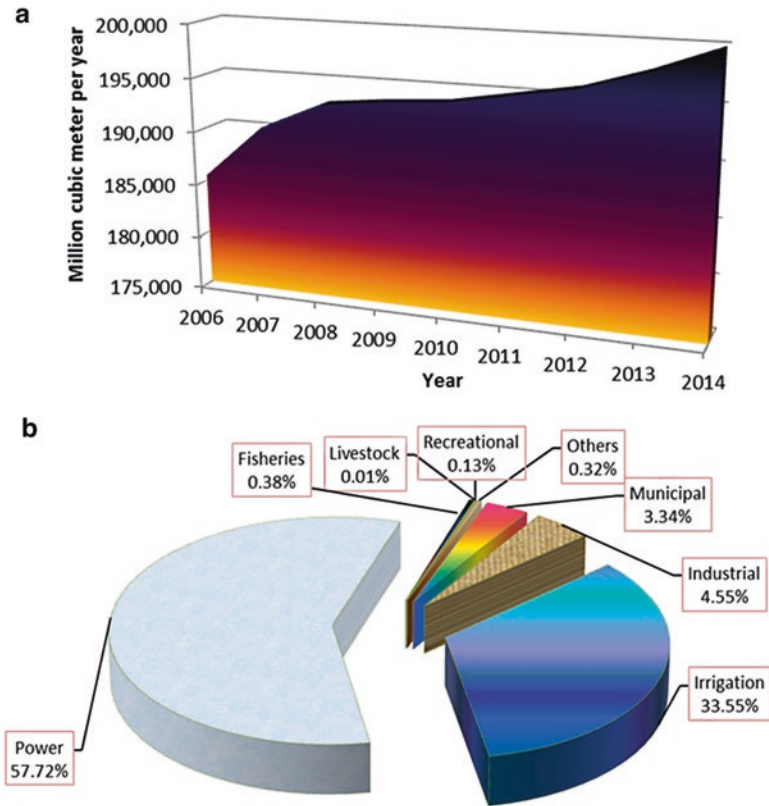 a
Million cubic meter per year
200,000
195,000
190,000
185,000
180,000
175,000
2006
2007
2008
2009
2010
2011
2012
2013
2014
Year
b
Fisheries
0.38%
Livestock
0.01%
Recreational
0.13%
Others
0.32%
Municipal
3.34%
Industrial
4.55%
Irrigation
33.55%
Power
57.72%